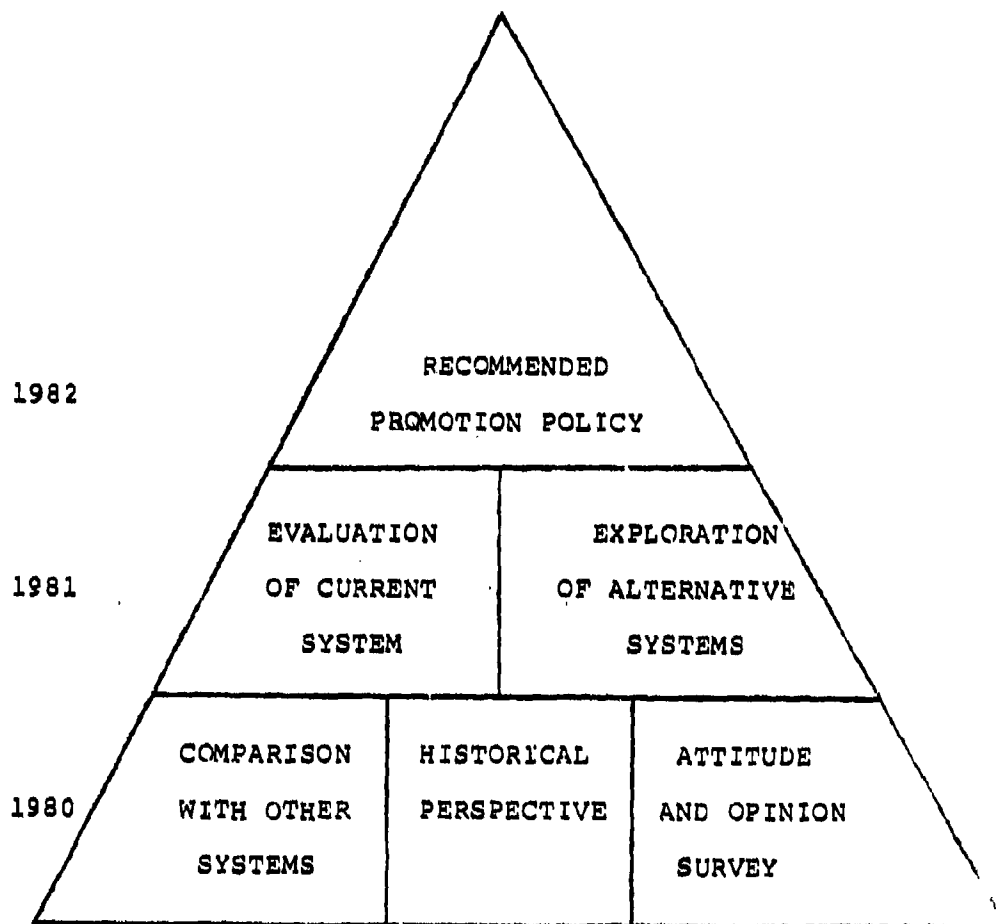 1982
RECOMMENDED
PROMOTION POLICY
1981
EVALUATION
OF CURRENT
SYSTEM
EXPLORATION
OF ALTERNATIVE
SYSTEMS
1980
COMPARISON
WITH OTHER
SYSTEMS
HISTORICAL
PERSPECTIVE
ATTITUDE
AND OPINION
SURVEY